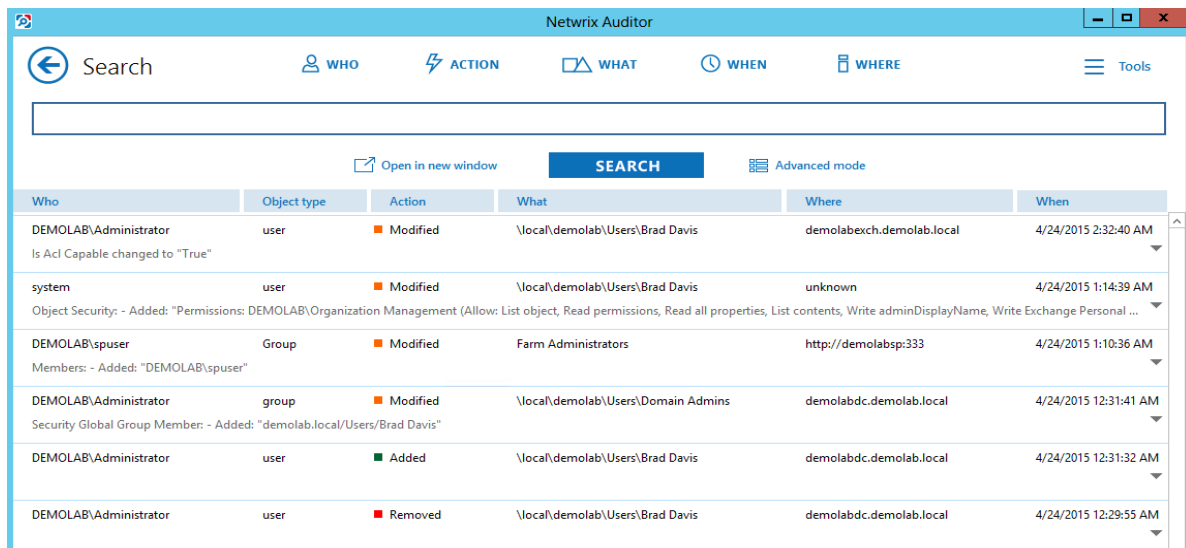 Netwrix Auditor
Search WHO ACTION WHAT WHEN WHERE Tools
Open in new window SEARCH Advanced mode
Who Object type Action What Where When
DEMOLAB\Administrator user Modified \local\demolab\Users\Brad Davis demolabexch.demolab.local 4/24/2015 2:32:40 AM
Is Acl Capable changed to "True"
system user Modified \local\demolab\Users\Brad Davis unknown 4/24/2015 1:14:39 AM
Object Security: - Added: "Permissions: DEMOLAB\Organization Management (Allow: List object, Read permissions, Read all properties, List contents, Write adminDisplayName, Write Exchange Personal ...
DEMOLAB\spuser Group Modified Farm Administrators http://demolabsp:333 4/24/2015 1:10:36 AM
Members: - Added: "DEMOLAB\spuser"
DEMOLAB\Administrator group Modified \local\demolab\Users\Domain Admins demolabdc.demolab.local 4/24/2015 12:31:41 AM
Security Global Group Member: - Added: "demolab.local/Users/Brad Davis"
DEMOLAB\Administrator user Added \local\demolab\Users\Brad Davis demolabdc.demolab.local 4/24/2015 12:31:32 AM
DEMOLAB\Administrator user Removed \local\demolab\Users\Brad Davis demolabdc.demolab.local 4/24/2015 12:29:55 AM